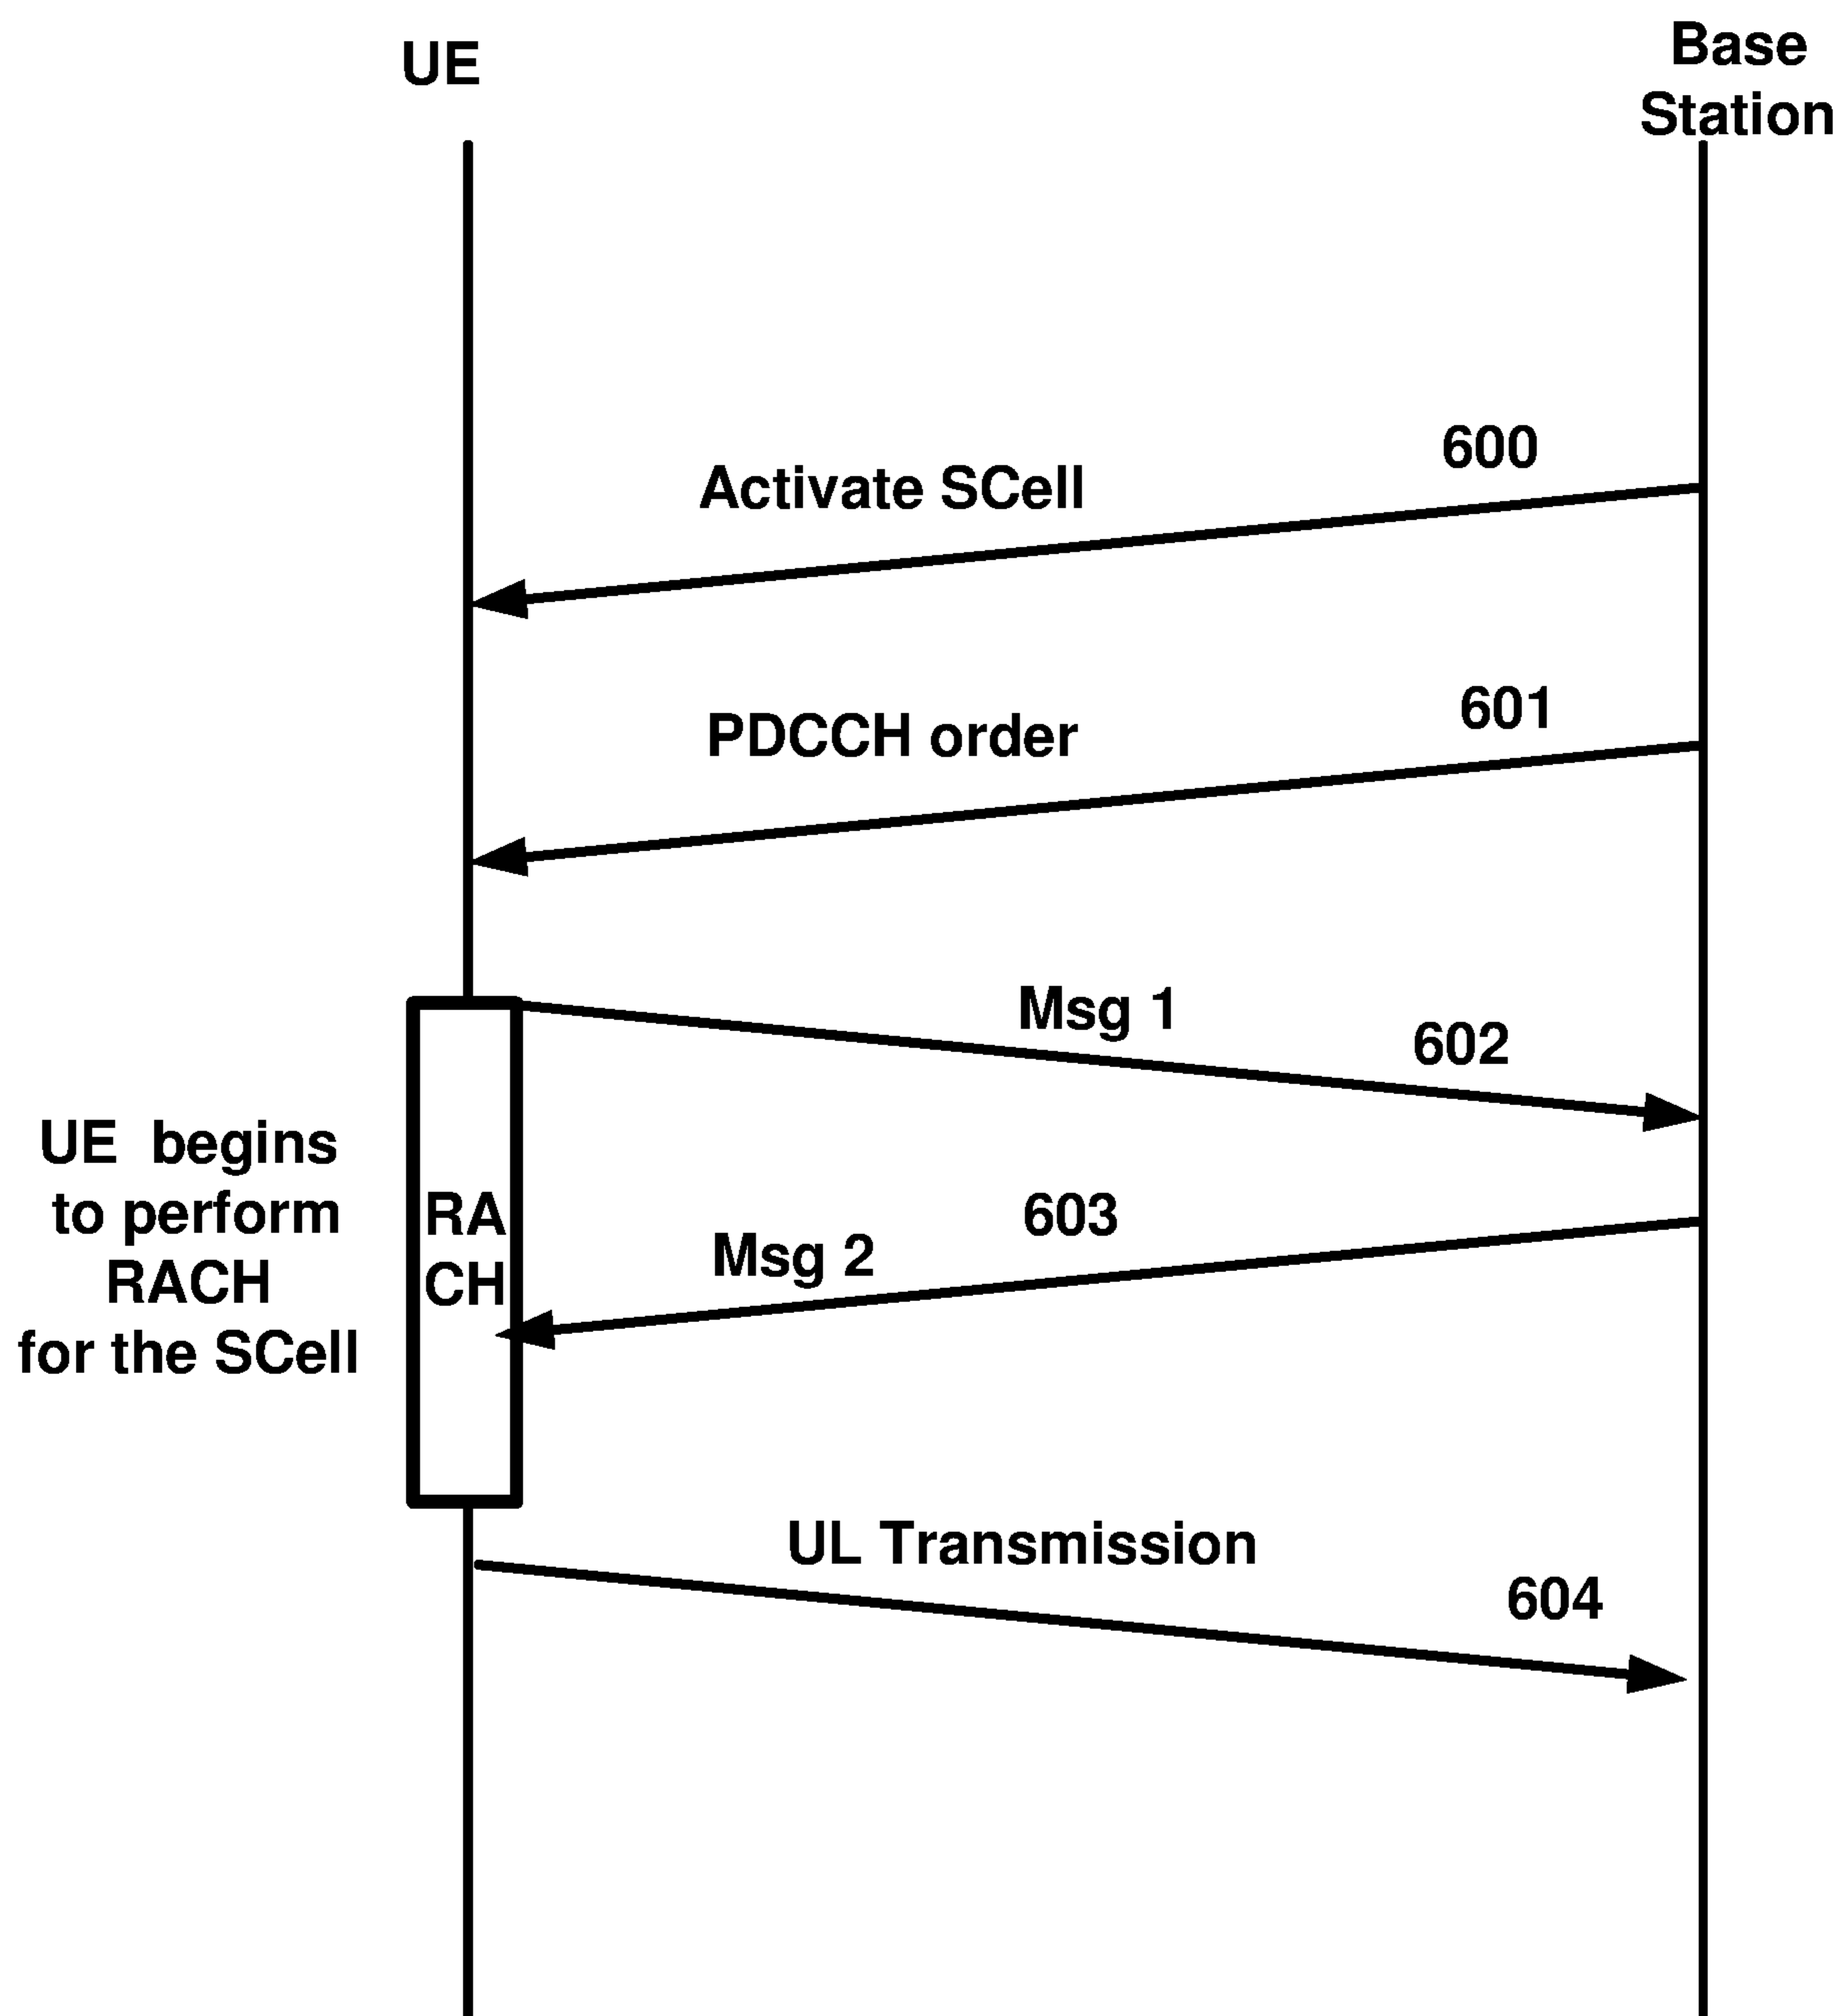 UE
Base
Station
600
Activate SCell
601
PDCCH order
Msg 1
602
UE begins
to perform
RACH
for the SCell
RA
CH
603
Msg 2
UL Transmission
604